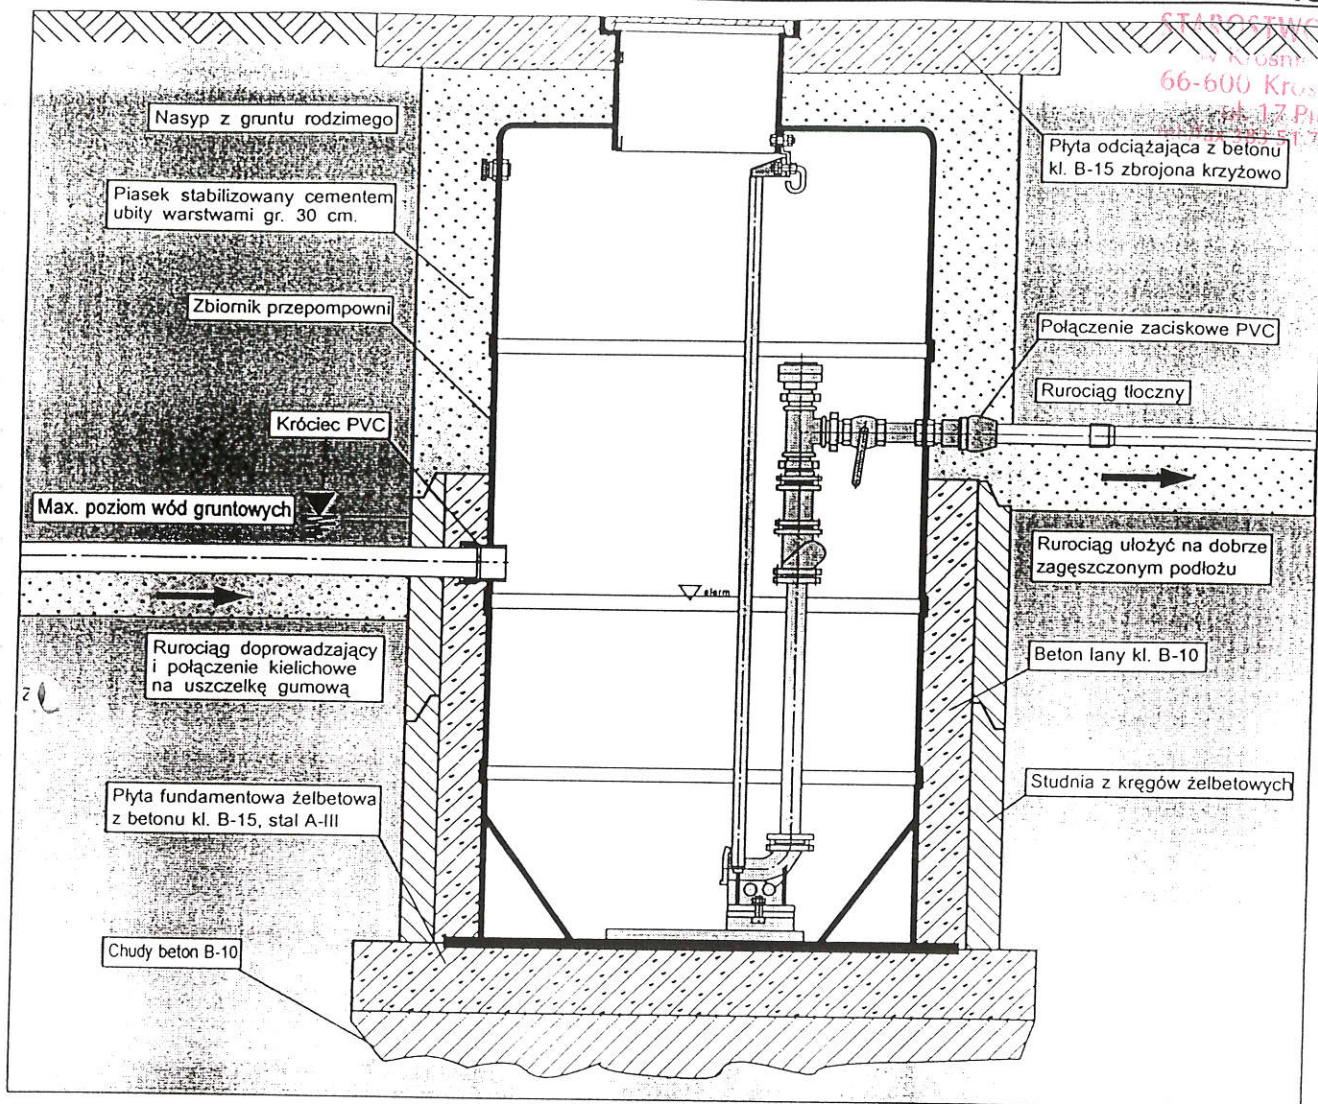 STAROSTWO
66-600 Kros
Nasyp z gruntu rodzimego
Płyta odciążająca z betonu
kl. B-15 zbrojona krzyżowo
Piasek stabilizowany cementem
ubity warstwami gr. 30 cm.
Zbiornik przepompowni
Połączenie zaciskowe PVC
Rurociąg tłoczny
Króciec PVC
Max. poziom wód gruntowych
Rurociąg ułożyć na dobrze
zagęszczonym podłożu
alarm
Rurociąg doprowadzający
i połączenie kielichowe
na uszczelkę gumową
Beton lany kl. B-10
Studnia z kręgów żelbetowych
Płyta fundamentowa żelbetowa
z betonu kl. B-15, stal A-III
Chudy beton B-10